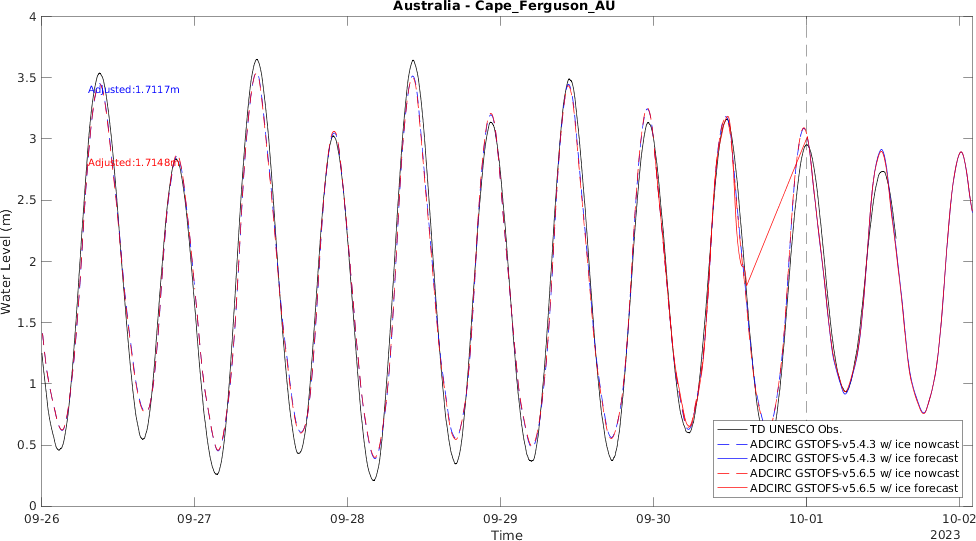 Australia - Cape_Ferguson_AU
4
3.5
3
2.5
2
1.5
1
0.5
0
Water Level (m)
Adjusted:1.7117m
Adjusted:1.7148m
TD UNESCO Obs.
ADCIRC GSTOFS-v5.4.3 w/ ice nowcast
ADCIRC GSTOFS-v5.4.3 w/ ice forecast
ADCIRC GSTOFS-v5.6.5 w/ ice nowcast
ADCIRC GSTOFS-v5.6.5 w/ ice forecast
09-26 09-27 09-28 09-29 09-30 10-01 10-02
Time
2023